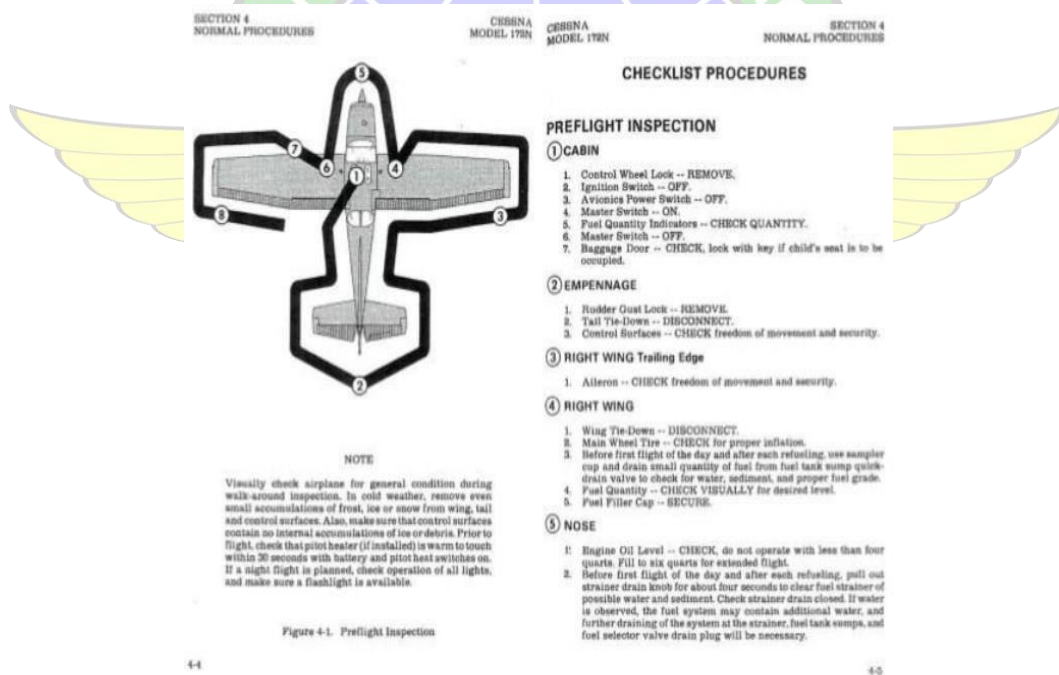 SECTION 4
NORMAL PROCEDURES
CESSNA
MODEL 172N
5
7
6
1
4
8
3
2
NOTE
Visually check airplane for general condition during
walk-around inspection. In cold weather, remove even
small accumulations of frost, ice or snow from wing, tail
and control surfaces. Also, make sure that control surfaces
contain no internal accumulations of ice or debris. Prior to
flight, check that pitot heater (if installed) is warm to touch
within 30 seconds with battery and pitot heat switches on.
If a night flight is planned, check operation of all lights,
and make sure a flashlight is available.
Figure 4-1. Preflight Inspection
4-4
CESSNA
MODEL 172N
SECTION 4
NORMAL PROCEDURES
CHECKLIST PROCEDURES
PREFLIGHT INSPECTION
1 CABIN
1. Control Wheel Lock -- REMOVE.
2. Ignition Switch -- OFF.
3. Avionics Power Switch -- OFF.
4. Master Switch -- ON.
5. Fuel Quantity Indicators -- CHECK QUANTITY.
6. Master Switch -- OFF.
7. Baggage Door -- CHECK, lock with key if child's seat is to be
occupied.
2 EMPENNAGE
1. Rudder Gust Lock -- REMOVE.
2. Tail Tie-Down -- DISCONNECT.
3. Control Surfaces -- CHECK freedom of movement and security.
3 RIGHT WING Trailing Edge
1. Aileron -- CHECK freedom of movement and security.
4 RIGHT WING
1. Wing Tie-Down -- DISCONNECT.
2. Main Wheel Tire -- CHECK for proper inflation.
3. Before first flight of the day and after each refueling, use sampler
cup and drain small quantity of fuel from fuel tank sump quick-
drain valve to check for water, sediment, and proper fuel grade.
4. Fuel Quantity -- CHECK VISUALLY for desired level.
5. Fuel Filler Cap -- SECURE.
5 NOSE
1. Engine Oil Level -- CHECK, do not operate with less than four
quarts. Fill to six quarts for extended flight.
2. Before first flight of the day and after each refueling, pull out
strainer drain knob for about four seconds to clear fuel strainer of
possible water and sediment. Check strainer drain closed. If water
is observed, the fuel system may contain additional water, and
further draining of the system at the strainer, fuel tank sumps, and
fuel selector valve drain plug will be necessary.
4-5